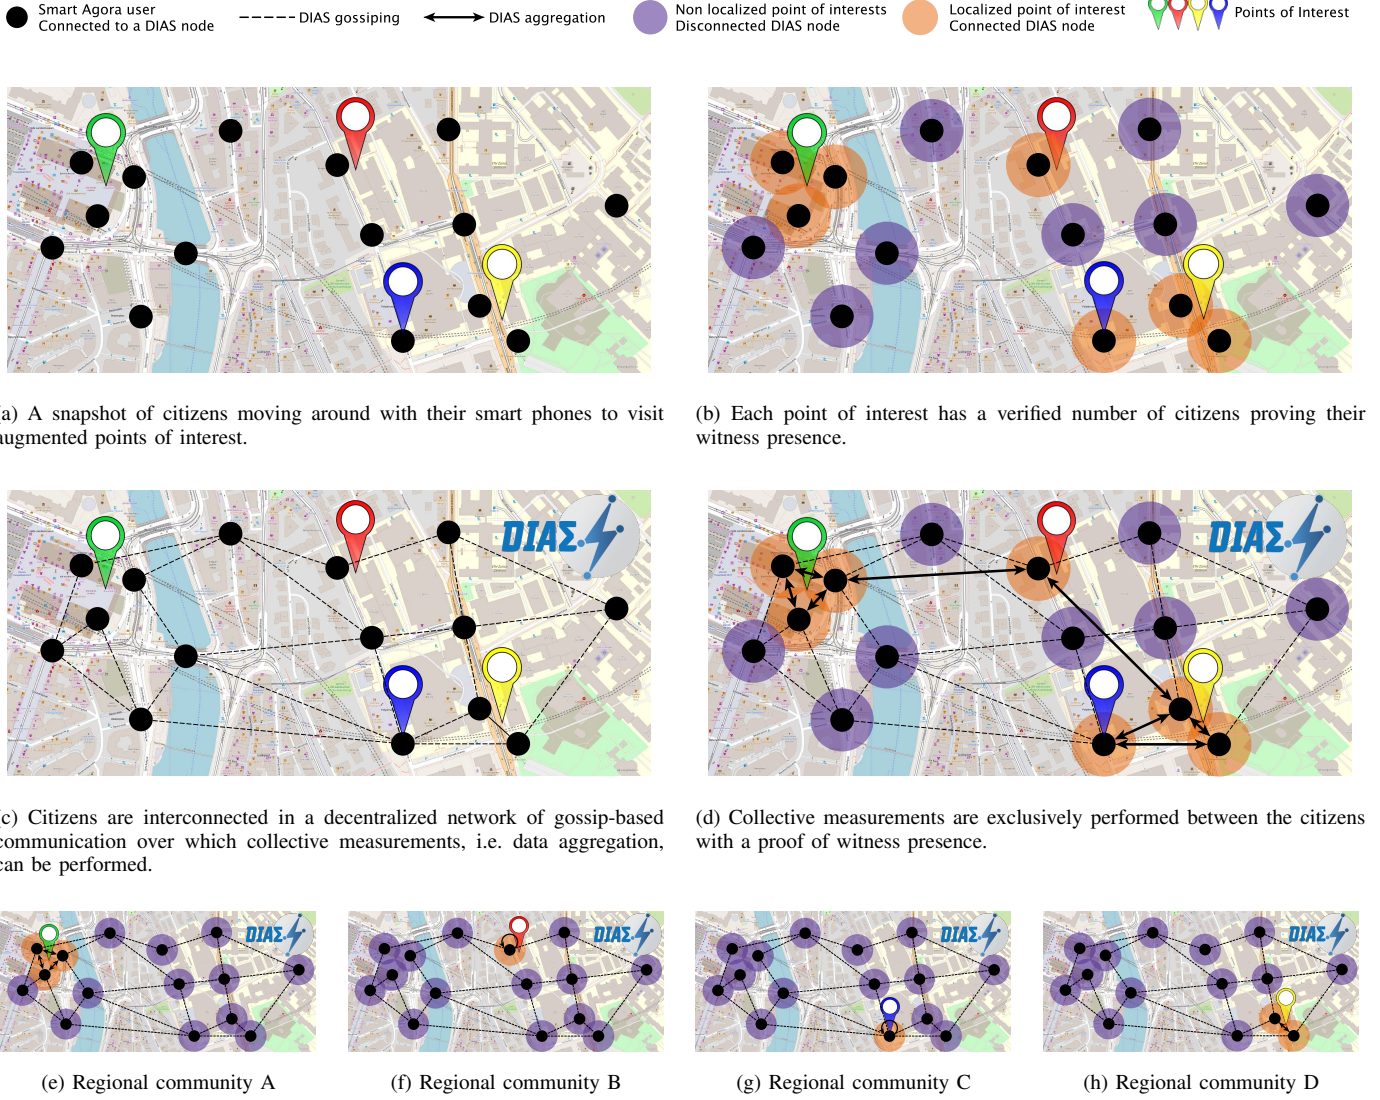 Smart Agora user
Connected to a DIAS node
DIAS gossiping
DIAS aggregation
Non localized point of interests
Disconnected DIAS node
Localized point of interest
Connected DIAS node
Points of Interest
(a) A snapshot of citizens moving around with their smart phones to visit
augmented points of interest.
(b) Each point of interest has a verified number of citizens proving their
witness presence.
DIAΣ
DIAΣ
(c) Citizens are interconnected in a decentralized network of gossip-based
communication over which collective measurements, i.e. data aggregation,
can be performed.
(d) Collective measurements are exclusively performed between the citizens
with a proof of witness presence.
DIAΣ
DIAΣ
DIAΣ
DIAΣ
(e) Regional community A
(f) Regional community B
(g) Regional community C
(h) Regional community D